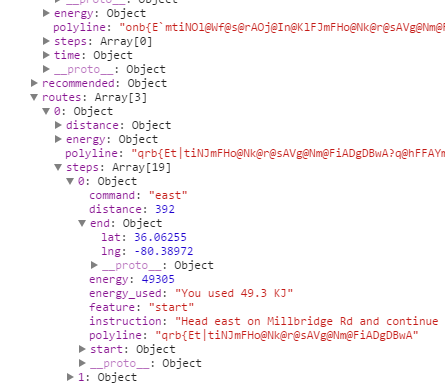 energy: Object
polyline: "onb{E`mtiNOl@Wf@s@rAOj@In@KlFJmFHo@Nk@r@sAVg@Nm@F
steps: Array[0]
time: Object
__proto__: Object
recommended: Object
routes: Array[3]
0: Object
distance: Object
energy: Object
polyline: "qrb{Et|tiNJmFHo@Nk@r@sAVg@Nm@FiADgDBwA?q@hFFAYm
steps: Array[19]
0: Object
command: "east"
distance: 392
end: Object
lat: 36.06255
lng: -80.38972
__proto__: Object
energy: 49305
energy_used: "You used 49.3 KJ"
feature: "start"
instruction: "Head east on Millbridge Rd and continue
polyline: "qrb{Et|tiNJmFHo@Nk@r@sAVg@Nm@FiADgDBwA"
start: Object
__proto__: Object
1: Object